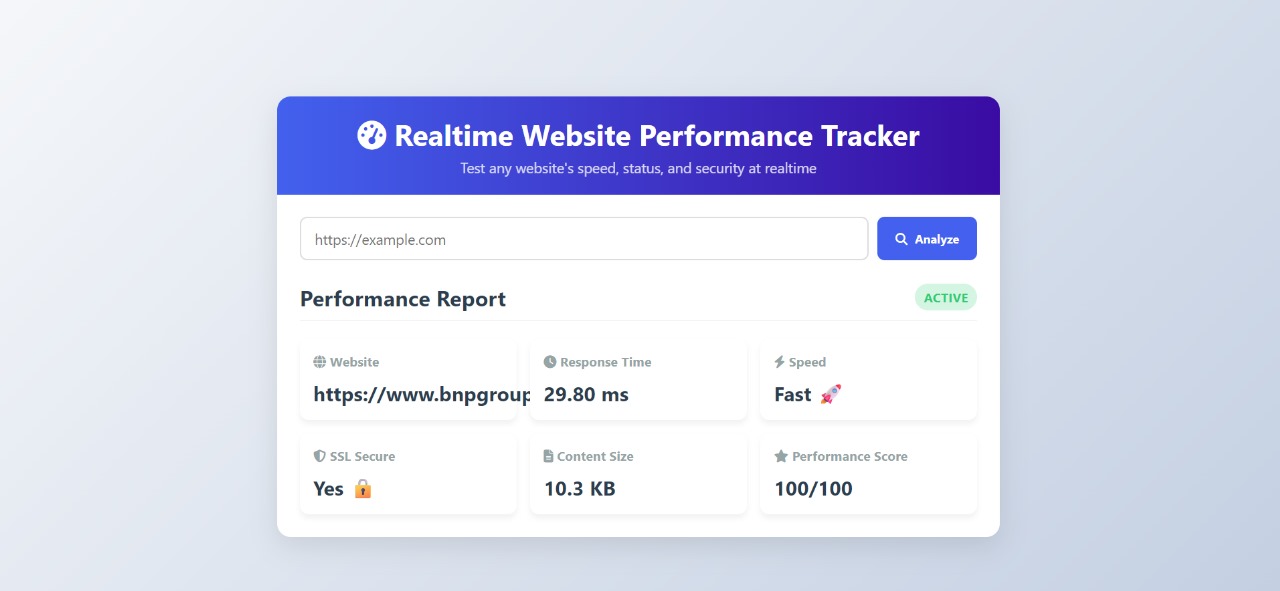 Realtime Website Performance Tracker
Test any website's speed, status, and security at realtime
https://example.com
Analyze
Performance Report
ACTIVE
Website
Response Time
Speed
https://www.bnpgroup
29.80 ms
Fast 🚀
SSL Secure
Content Size
Performance Score
Yes 🔒
10.3 KB
100/100